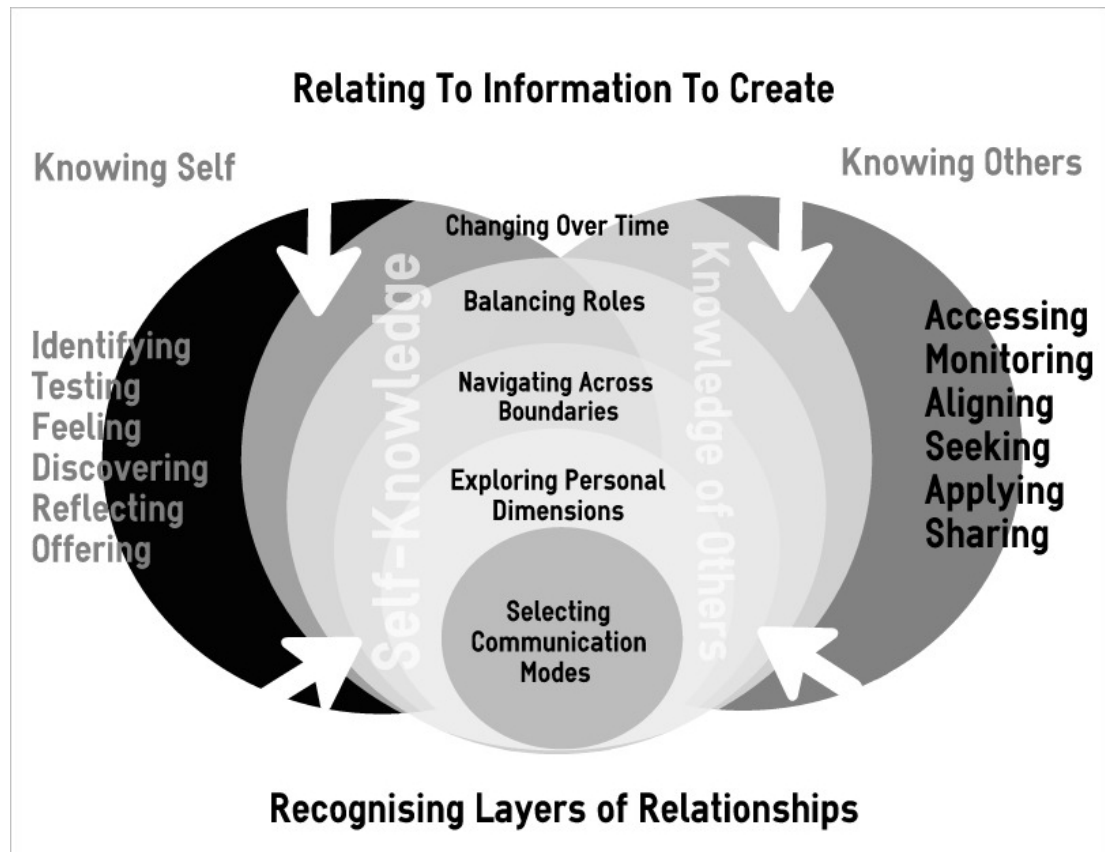 Relating To Information To Create
Knowing Self
Knowing Others
Changing Over Time
Balancing Roles
Navigating Across
Boundaries
Exploring Personal
Dimensions
Selecting
Communication
Modes
Self-Knowledge
Knowledge of Others
Identifying
Testing
Feeling
Discovering
Reflecting
Offering
Accessing
Monitoring
Aligning
Seeking
Applying
Sharing
Recognising Layers of Relationships